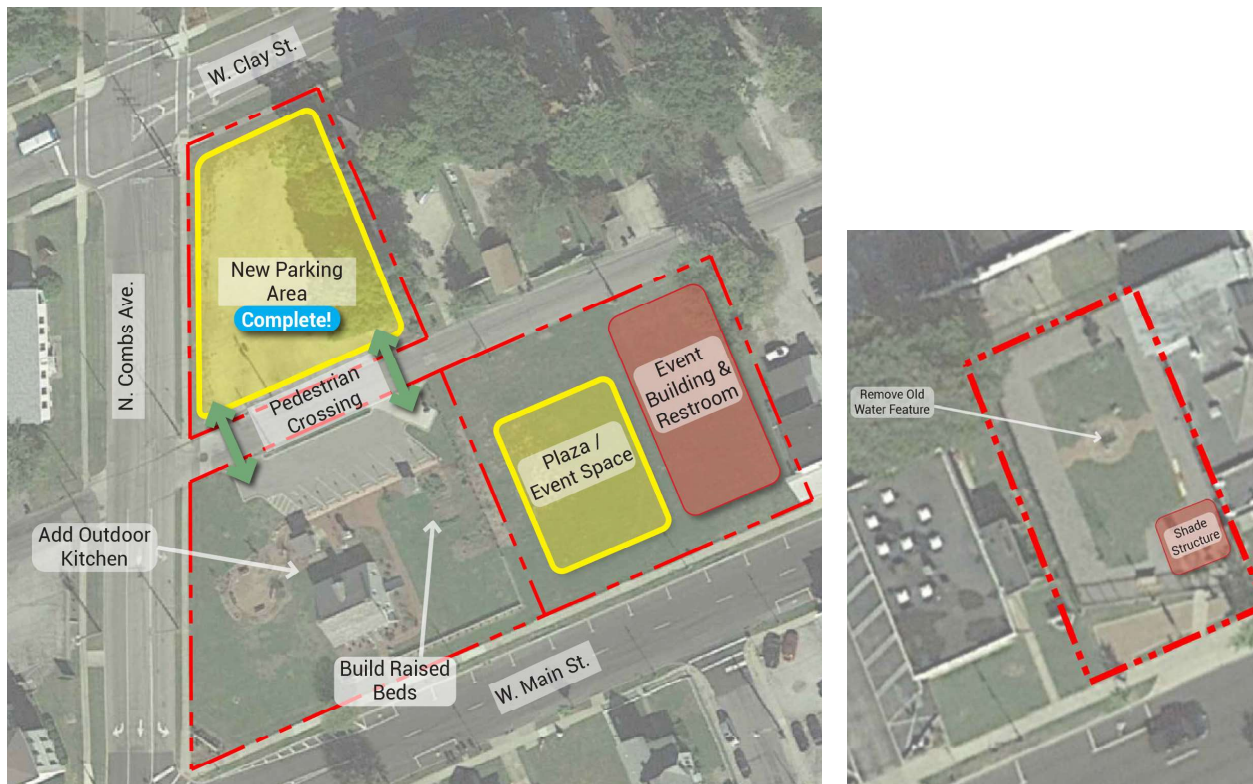 W. Clay St.
N. Combs Ave.
New Parking
Area
Complete!
Pedestrian
Crossing
Event
Building &
Restroom
Plaza /
Event Space
Add Outdoor
Kitchen
Build Raised
Beds
W. Main St.
Remove Old
Water Feature
Shade
Structure